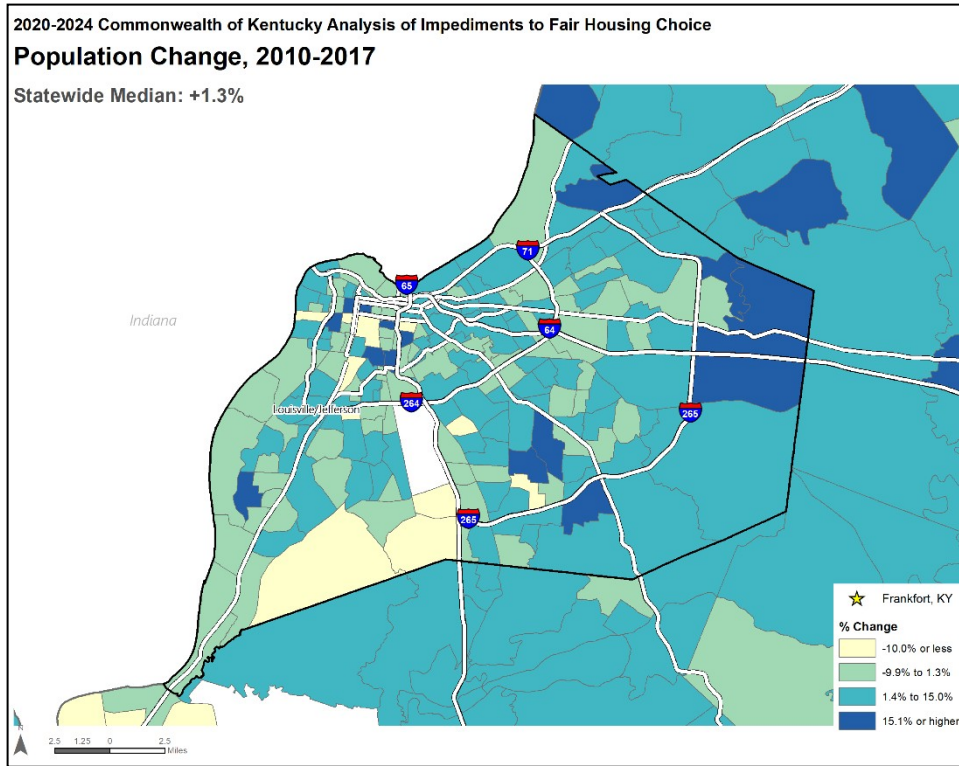 2020-2024 Commonwealth of Kentucky Analysis of Impediments to Fair Housing Choice
Population Change, 2010-2017
Statewide Median: +1.3%
71
65
Indiana
64
Louisville/Jefferson
264
265
265
Frankfort, KY
% Change
-10.0% or less
-9.9% to 1.3%
1.4% to 15.0%
15.1% or higher
N
2.5 1.25 0 2.5
Miles